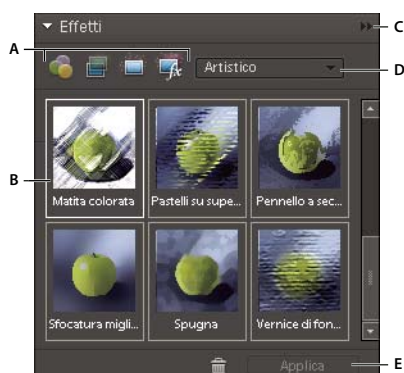 Effetti
C
A
Artistico
D
B
Matita colorata
Pastelli su supe...
Pennello a sec...
Sfocatura migli...
Spugna
Vernice di fon...
Applica
E